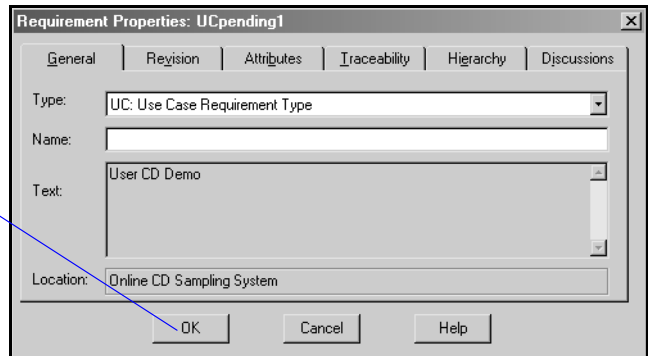 Requirement Properties: UCpending1
General Revision Attributes Traceability Hierarchy Discussions
Type: UC: Use Case Requirement Type
Name:
Text: User CD Demo
Location: Online CD Sampling System
OK Cancel Help